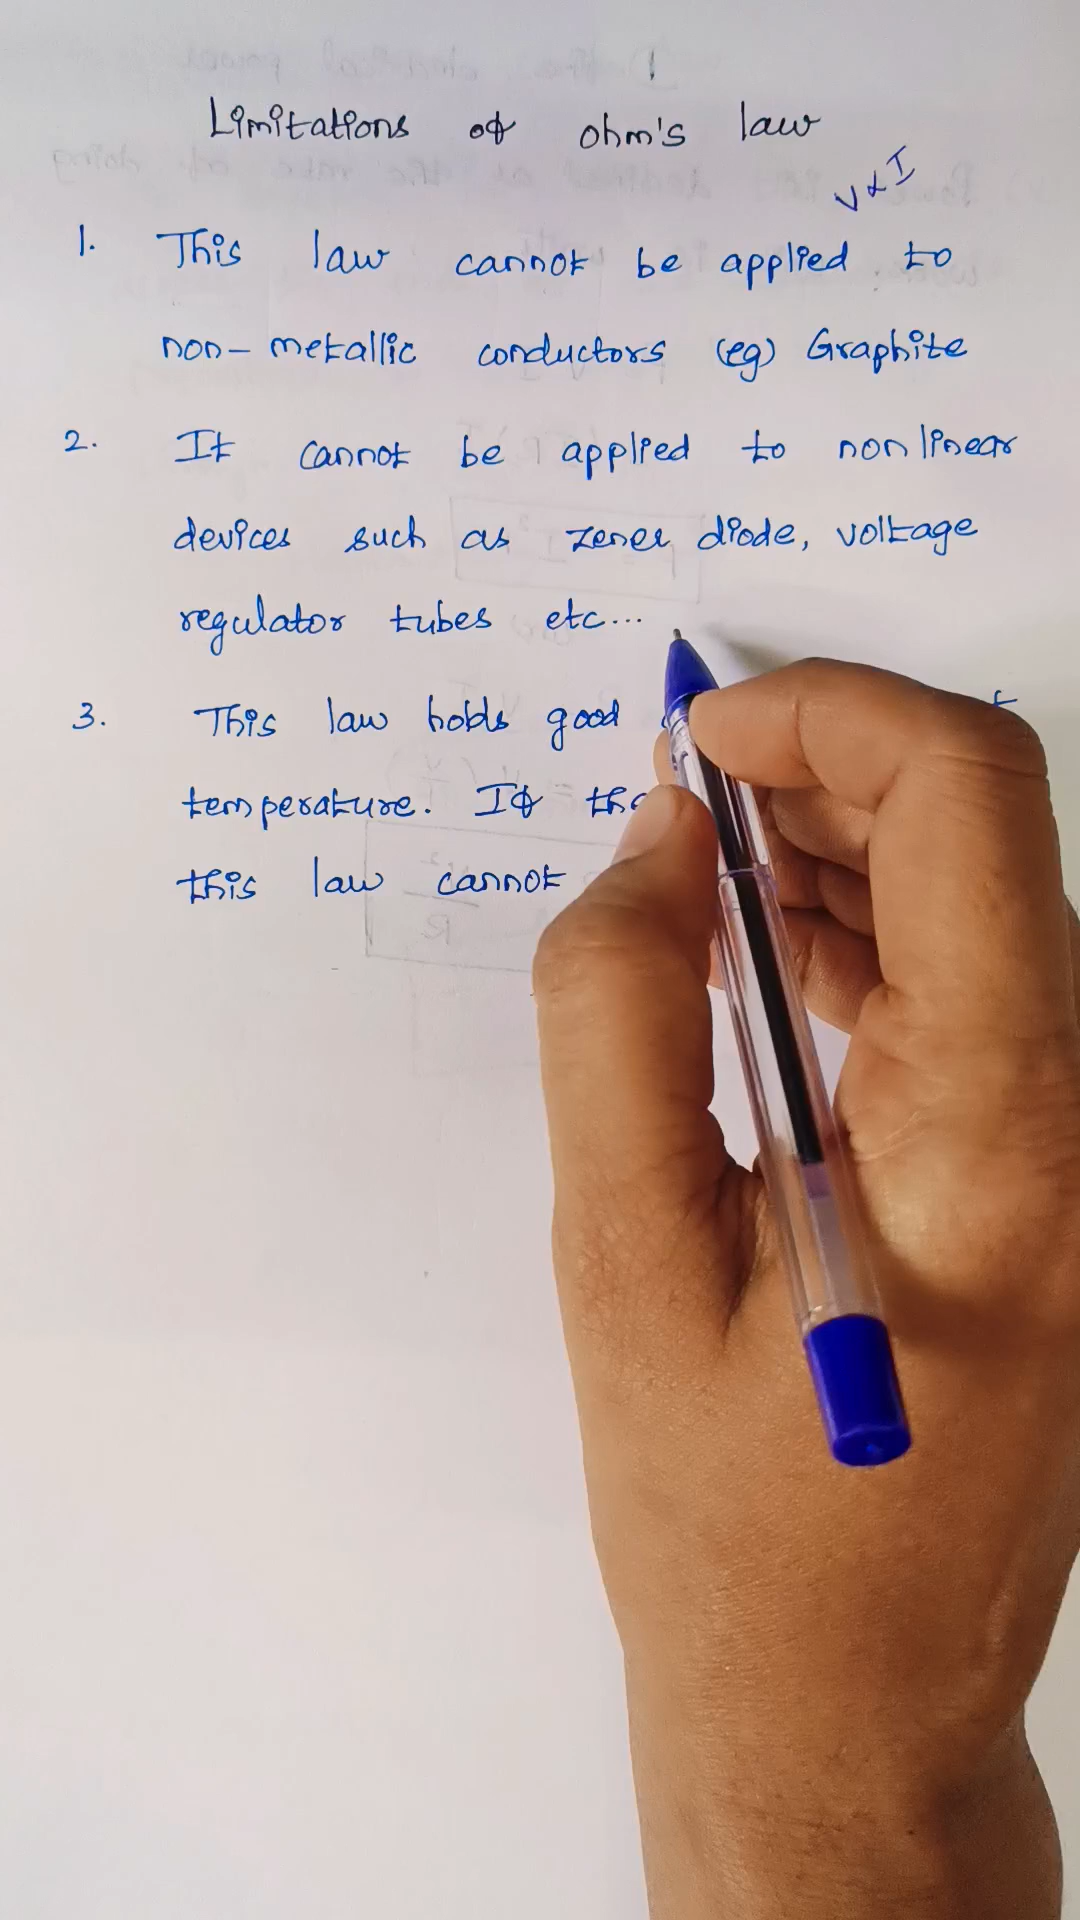 Limitations of ohm's law
V α I
1. This law cannot be applied to
non-metallic conductors (eg) Graphite
2. It cannot be applied to nonlinear
devices such as zener diode, voltage
regulator tubes etc...
3. This law holds good
temperature. If the
this law cannot